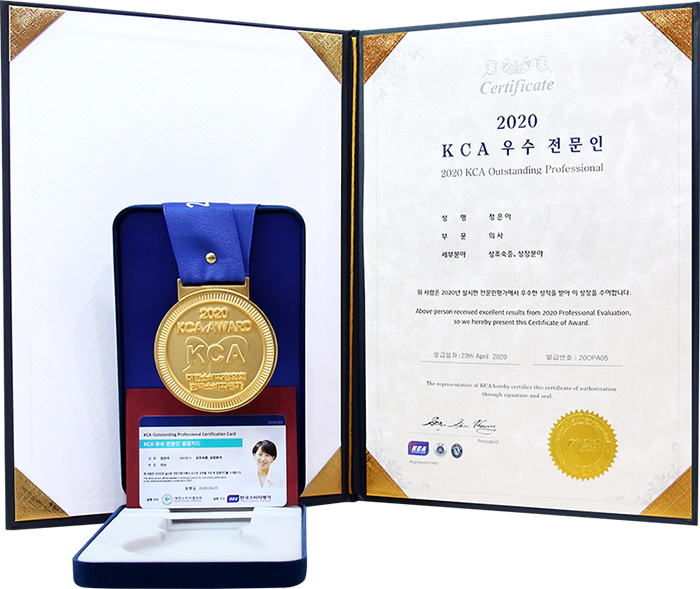 Certificate
2020
KCA 우수 전문인
2020 KCA Outstanding Professional
성 명 정은아
부 문 의사
세부분야 성조숙증, 성장분야
위 사람은 2020년 실시한 전문인평가에서 우수한 성적을 받아 이 상장을 수여합니다.
Above person received excellent results from 2020 Professional Evaluation,
so we hereby present this Certificate of Award.
발급일자:23th April 2020 발급번호 : 20OPA05
The representative of KCA hereby certifies this certificate of authorization
through signature and seal.
President
KCA
2020
KCA AWARD
KCA
KCA Outstanding Professional Certification Card
KCA 우수 전문인 증명카드
한국소비자평가